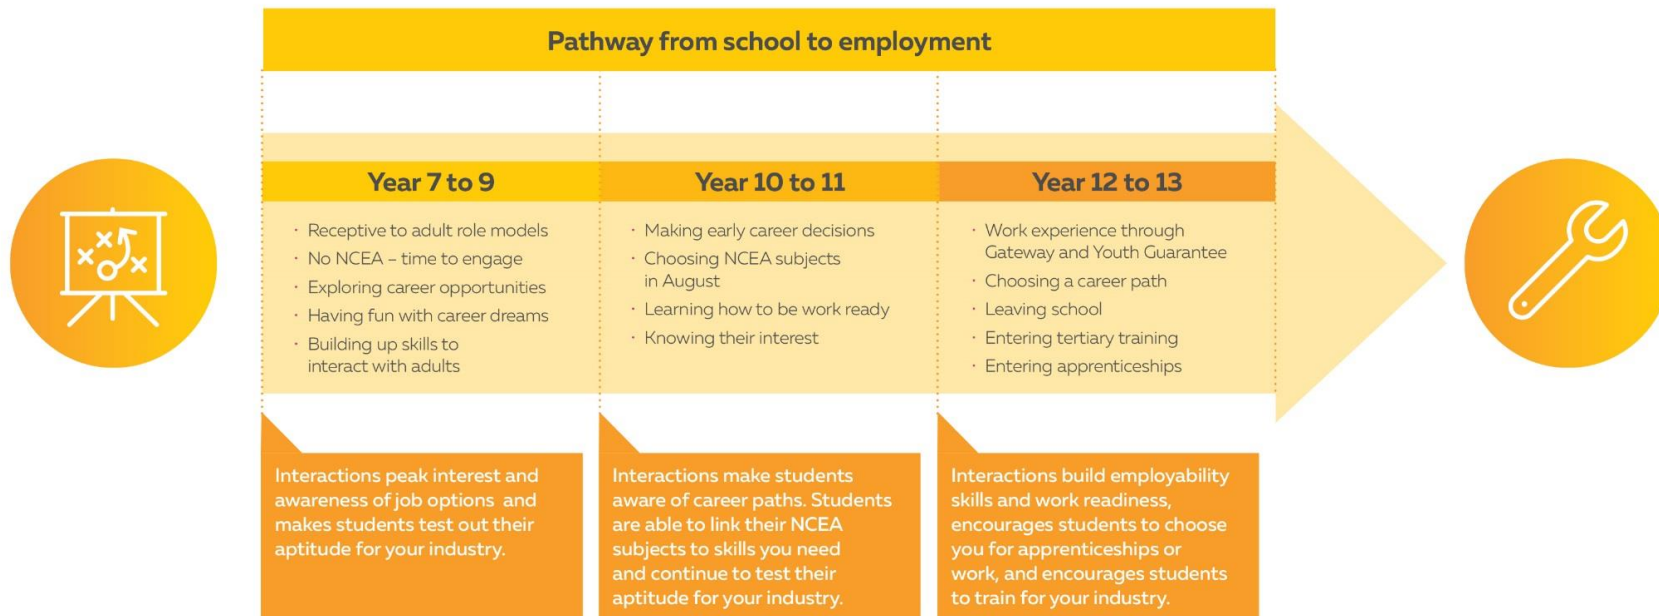 Pathway from school to employment
Year 7 to 9
· Receptive to adult role models
· No NCEA – time to engage
· Exploring career opportunities
· Having fun with career dreams
· Building up skills to
interact with adults
Interactions peak interest and
awareness of job options and
makes students test out their
aptitude for your industry.
Year 10 to 11
· Making early career decisions
· Choosing NCEA subjects
in August
· Learning how to be work ready
· Knowing their interest
Interactions make students
aware of career paths. Students
are able to link their NCEA
subjects to skills you need
and continue to test their
aptitude for your industry.
Year 12 to 13
· Work experience through
Gateway and Youth Guarantee
· Choosing a career path
· Leaving school
· Entering tertiary training
· Entering apprenticeships
Interactions build employability
skills and work readiness,
encourages students to choose
you for apprenticeships or
work, and encourages students
to train for your industry.